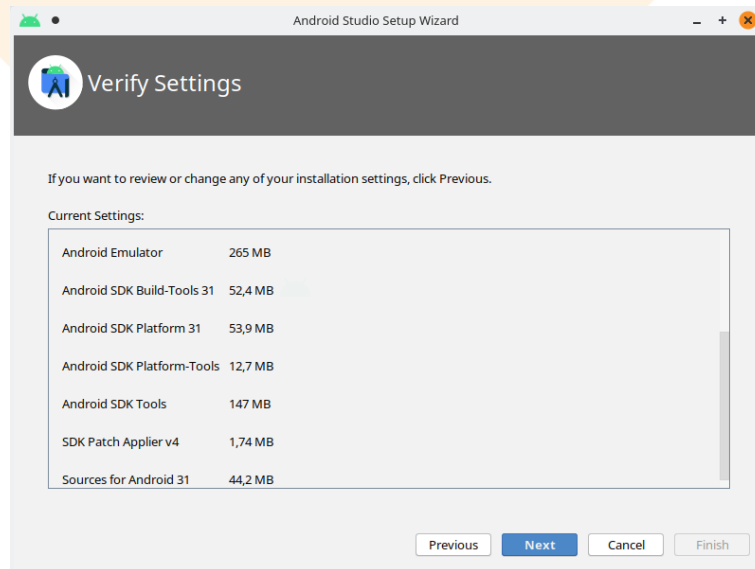 Android Studio Setup Wizard
Verify Settings
If you want to review or change any of your installation settings, click Previous.
Current Settings:
Android Emulator 265 MB
Android SDK Build-Tools 31 52,4 MB
Android SDK Platform 31 53,9 MB
Android SDK Platform-Tools 12,7 MB
Android SDK Tools 147 MB
SDK Patch Applier v4 1,74 MB
Sources for Android 31 44,2 MB
Previous Next Cancel Finish